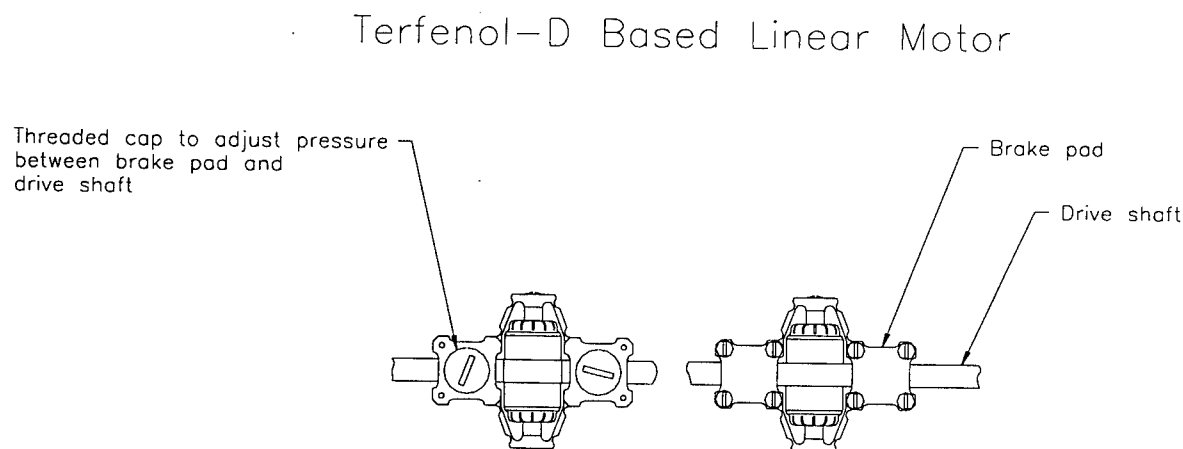 Terfenol-D Based Linear Motor
Threaded cap to adjust pressure
between brake pad and
drive shaft
Brake pad
Drive shaft